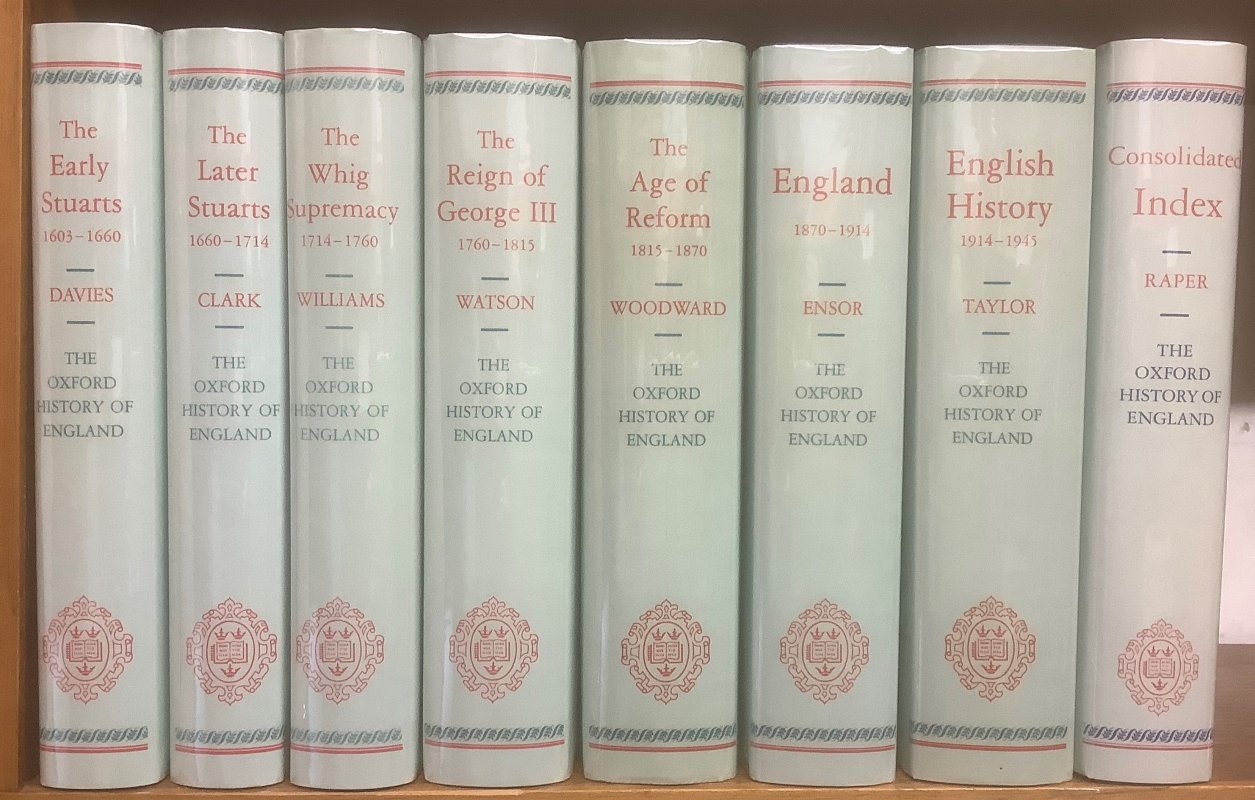 The
Early
Stuarts
1603–1660
DAVIES
THE
OXFORD
HISTORY OF
ENGLAND
The
Later
Stuarts
1660–1714
CLARK
THE
OXFORD
HISTORY OF
ENGLAND
The
Whig
Supremacy
1714–1760
WILLIAMS
THE
OXFORD
HISTORY OF
ENGLAND
The
Reign of
George III
1760–1815
WATSON
THE
OXFORD
HISTORY OF
ENGLAND
The
Age of
Reform
1815–1870
WOODWARD
THE
OXFORD
HISTORY OF
ENGLAND
England
1870–1914
ENSOR
THE
OXFORD
HISTORY OF
ENGLAND
English
History
1914–1945
TAYLOR
THE
OXFORD
HISTORY OF
ENGLAND
Consolidated
Index
RAPER
THE
OXFORD
HISTORY OF
ENGLAND